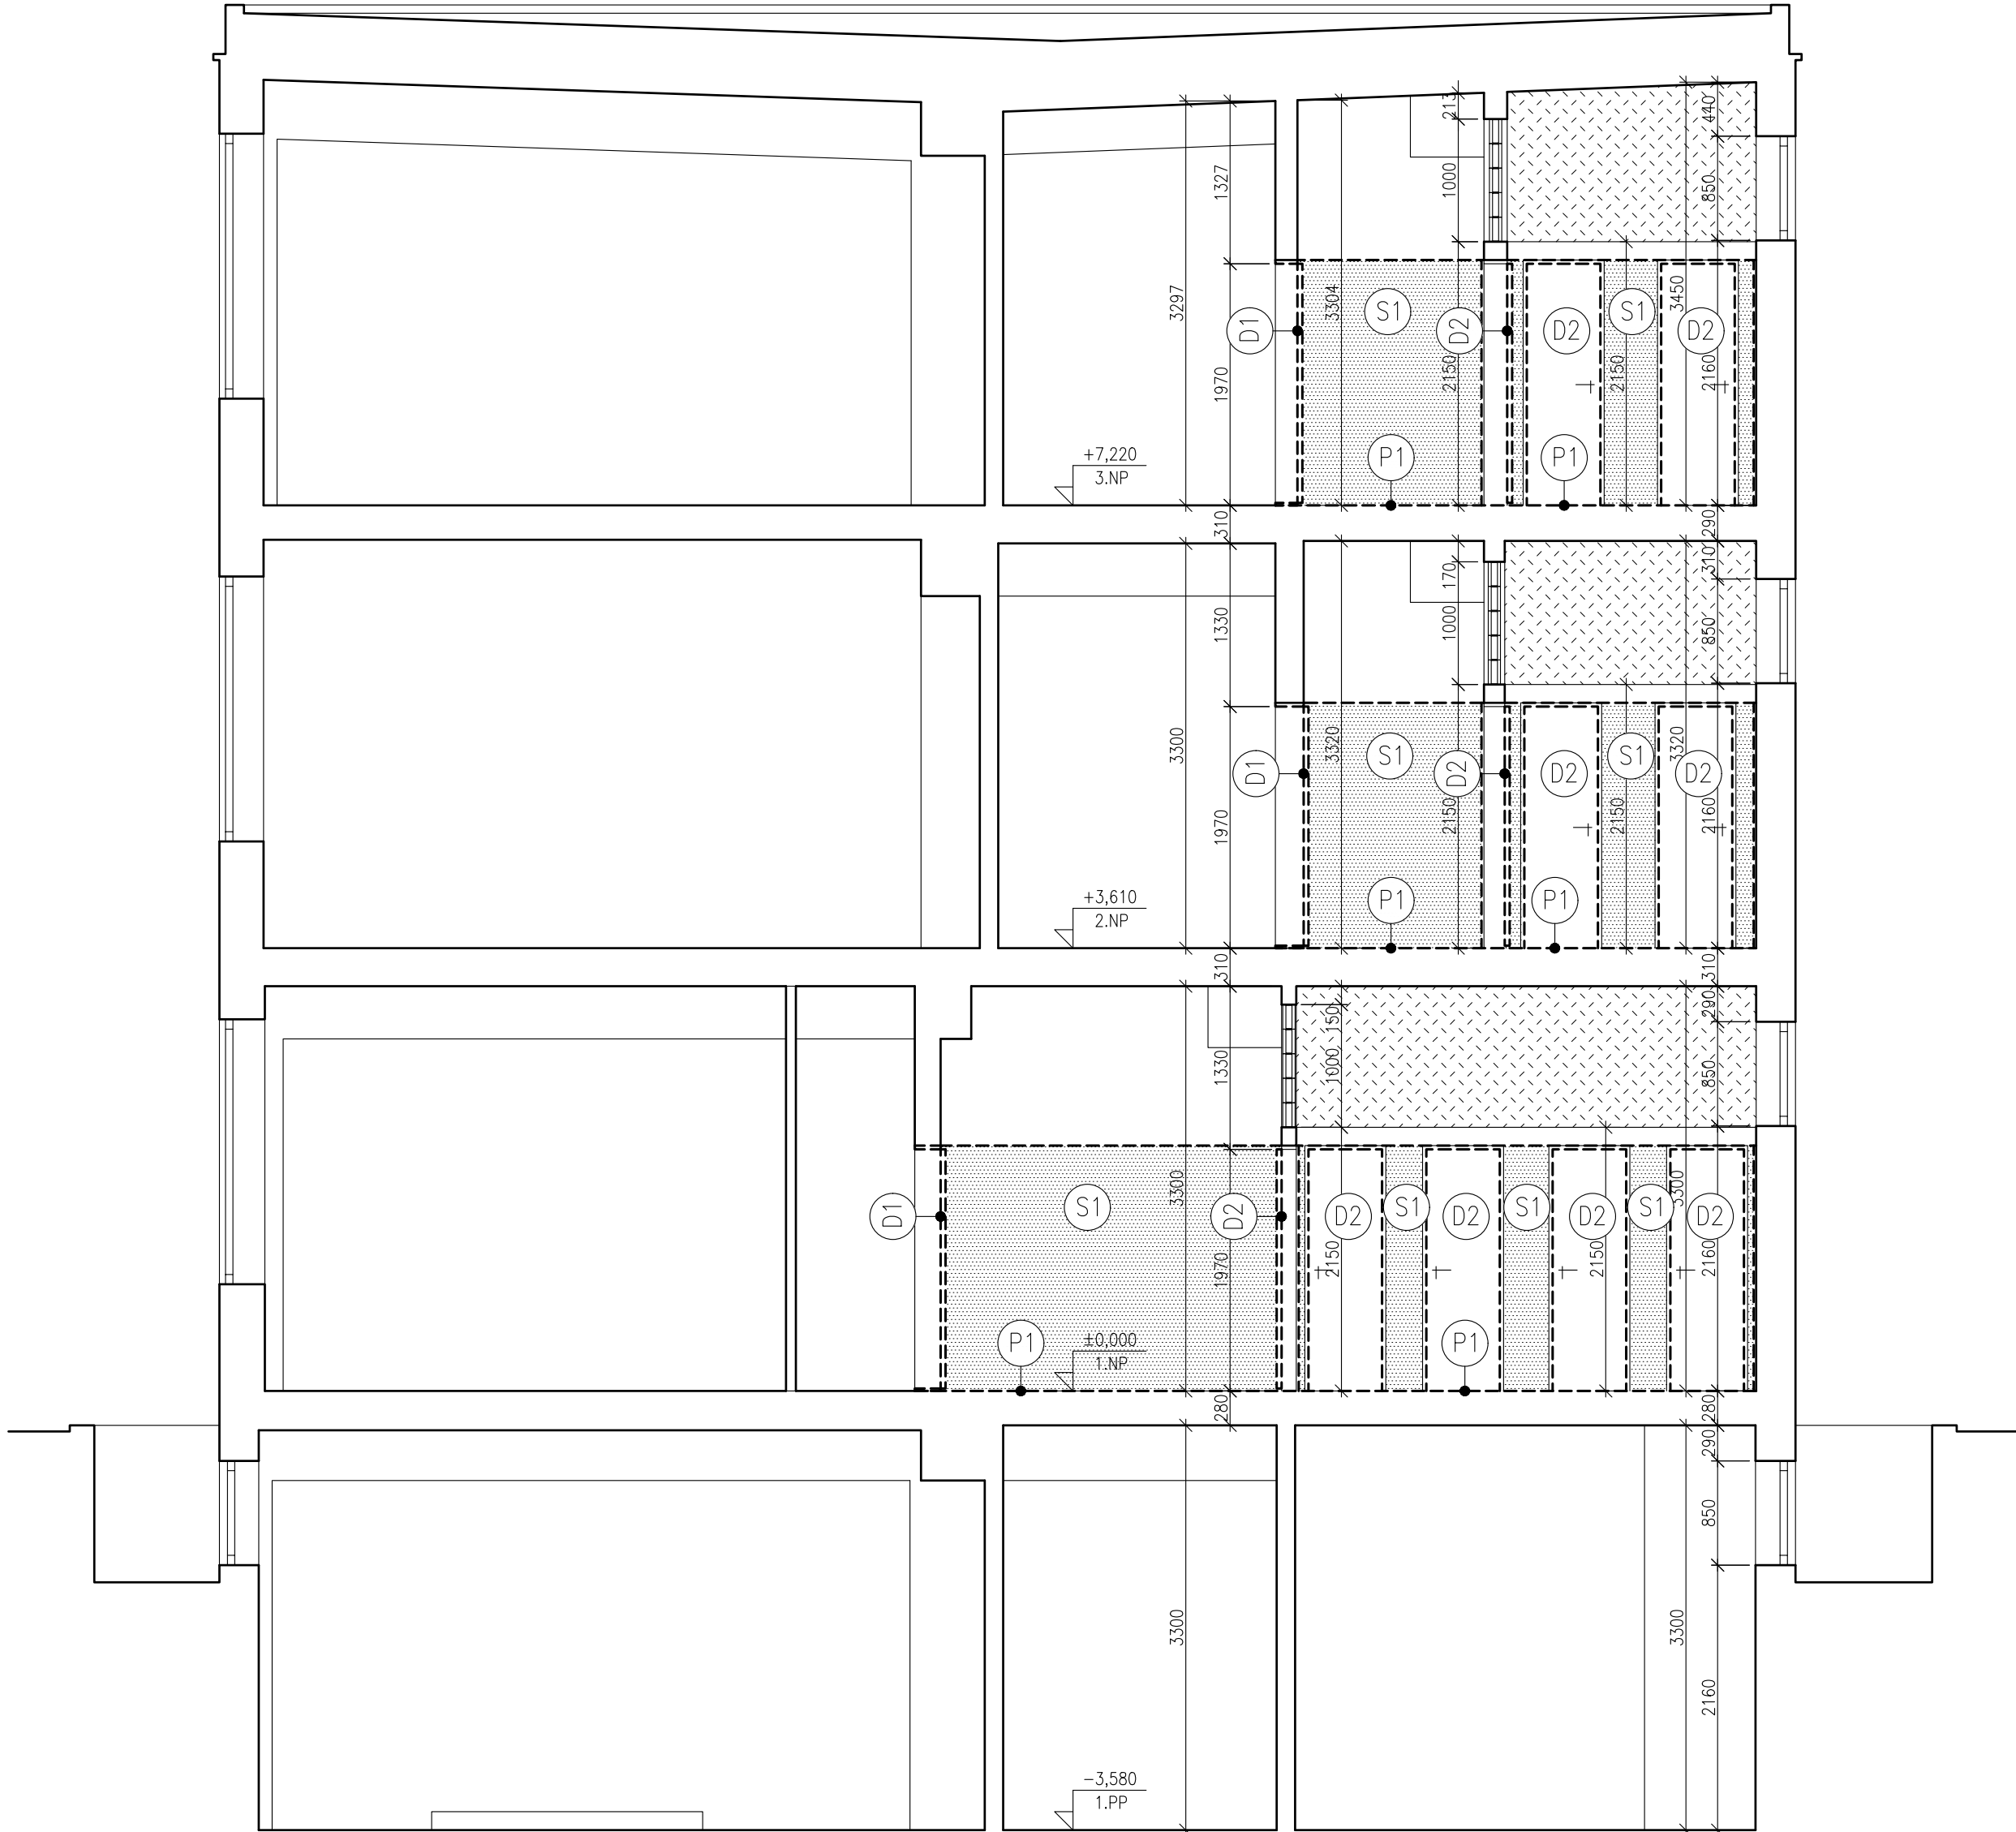 213
440
1000
850
1327
3297
3304
3450
S1
S1
D1
D2
D2
D2
2150
2150
2160
1970
P1
P1
+7,220
3.NP
310
290
310
170
1000
850
1330
3300
3320
3320
S1
S1
D1
D2
D2
D2
2150
2150
2160
1970
P1
P1
+3,610
2.NP
310
310
290
150
1000
850
1330
3300
3300
S1
S1
S1
S1
D1
D2
D2
D2
D2
D2
1970
2150
2150
2160
P1
P1
±0,000
1.NP
280
280
290
850
3300
3300
2160
-3,580
1.PP